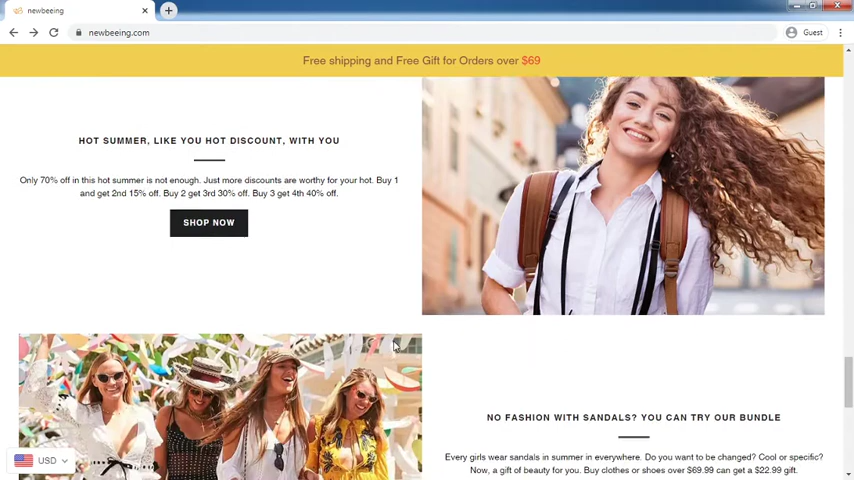 newbeeing
newbeeing.com
Guest
Free shipping and Free Gift for Orders over $69
HOT SUMMER, LIKE YOU HOT DISCOUNT, WITH YOU
Only 70% off in this hot summer is not enough. Just more discounts are worthy for your hot. Buy 1
and get 2nd 15% off. Buy 2 get 3rd 30% off. Buy 3 get 4th 40% off.
SHOP NOW
NO FASHION WITH SANDALS? YOU CAN TRY OUR BUNDLE
Every girls wear sandals in summer in everywhere. Do you want to be changed? Cool or specific?
Now, a gift of beauty for you. Buy clothes or shoes over $69.99 can get a $22.99 gift.
USD